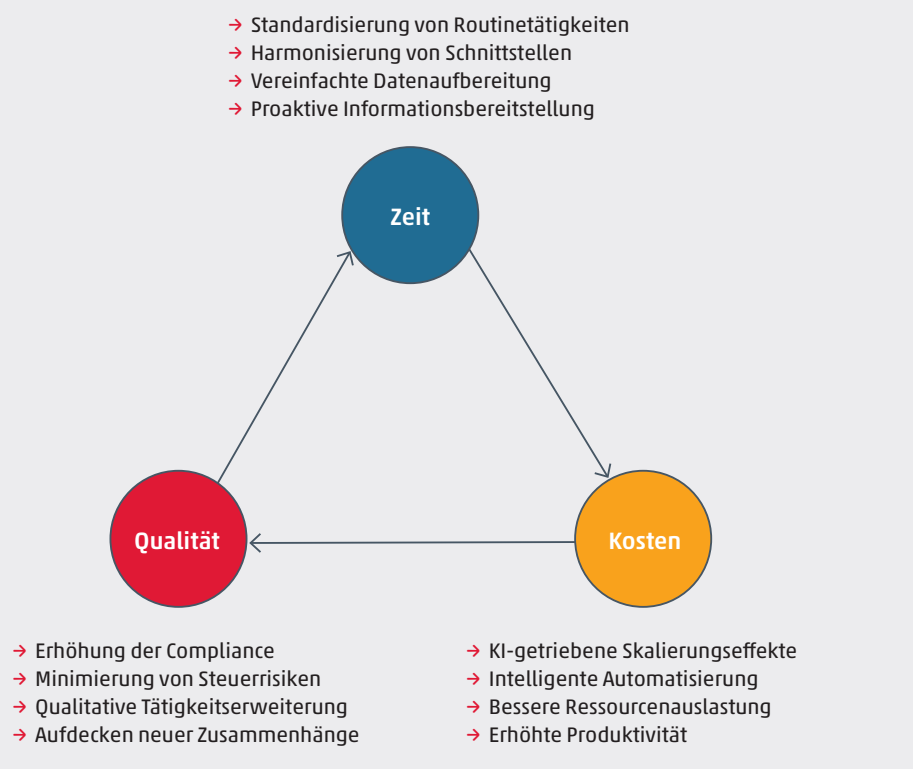 → Standardisierung von Routinetätigkeiten
→ Harmonisierung von Schnittstellen
→ Vereinfachte Datenaufbereitung
→ Proaktive Informationsbereitstellung
Zeit
Qualität
Kosten
→ Erhöhung der Compliance
→ Minimierung von Steuerrisiken
→ Qualitative Tätigkeitserweiterung
→ Aufdecken neuer Zusammenhänge
→ KI-getriebene Skalierungseffekte
→ Intelligente Automatisierung
→ Bessere Ressourcenauslastung
→ Erhöhte Produktivität